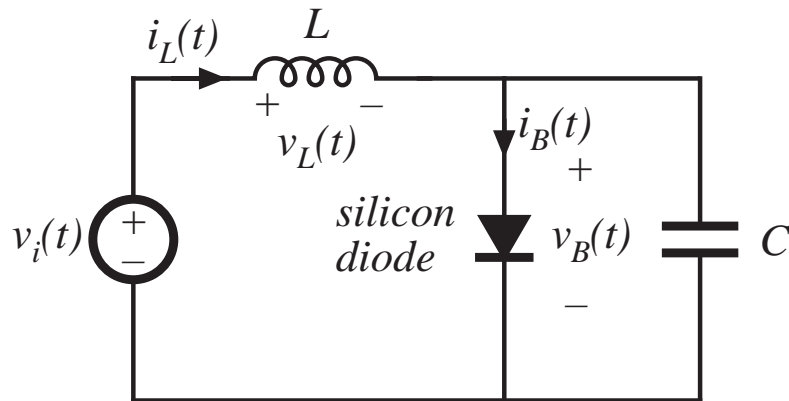 L
i_L(t)
+ −
v_L(t)
i_B(t)
+
+
−
v_i(t)
silicon
diode
v_B(t)
C
−